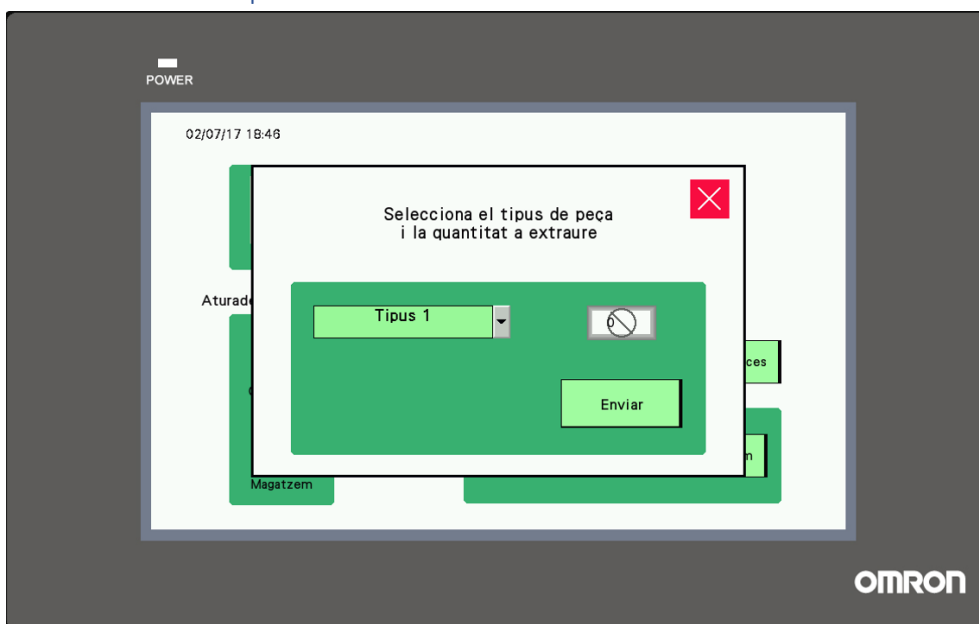 POWER
02/07/17 18:46
Selecciona el tipus de peça
i la quantitat a extraure
Aturad
Tipus 1
0
ces
Enviar
m
Magatzem
OMRON